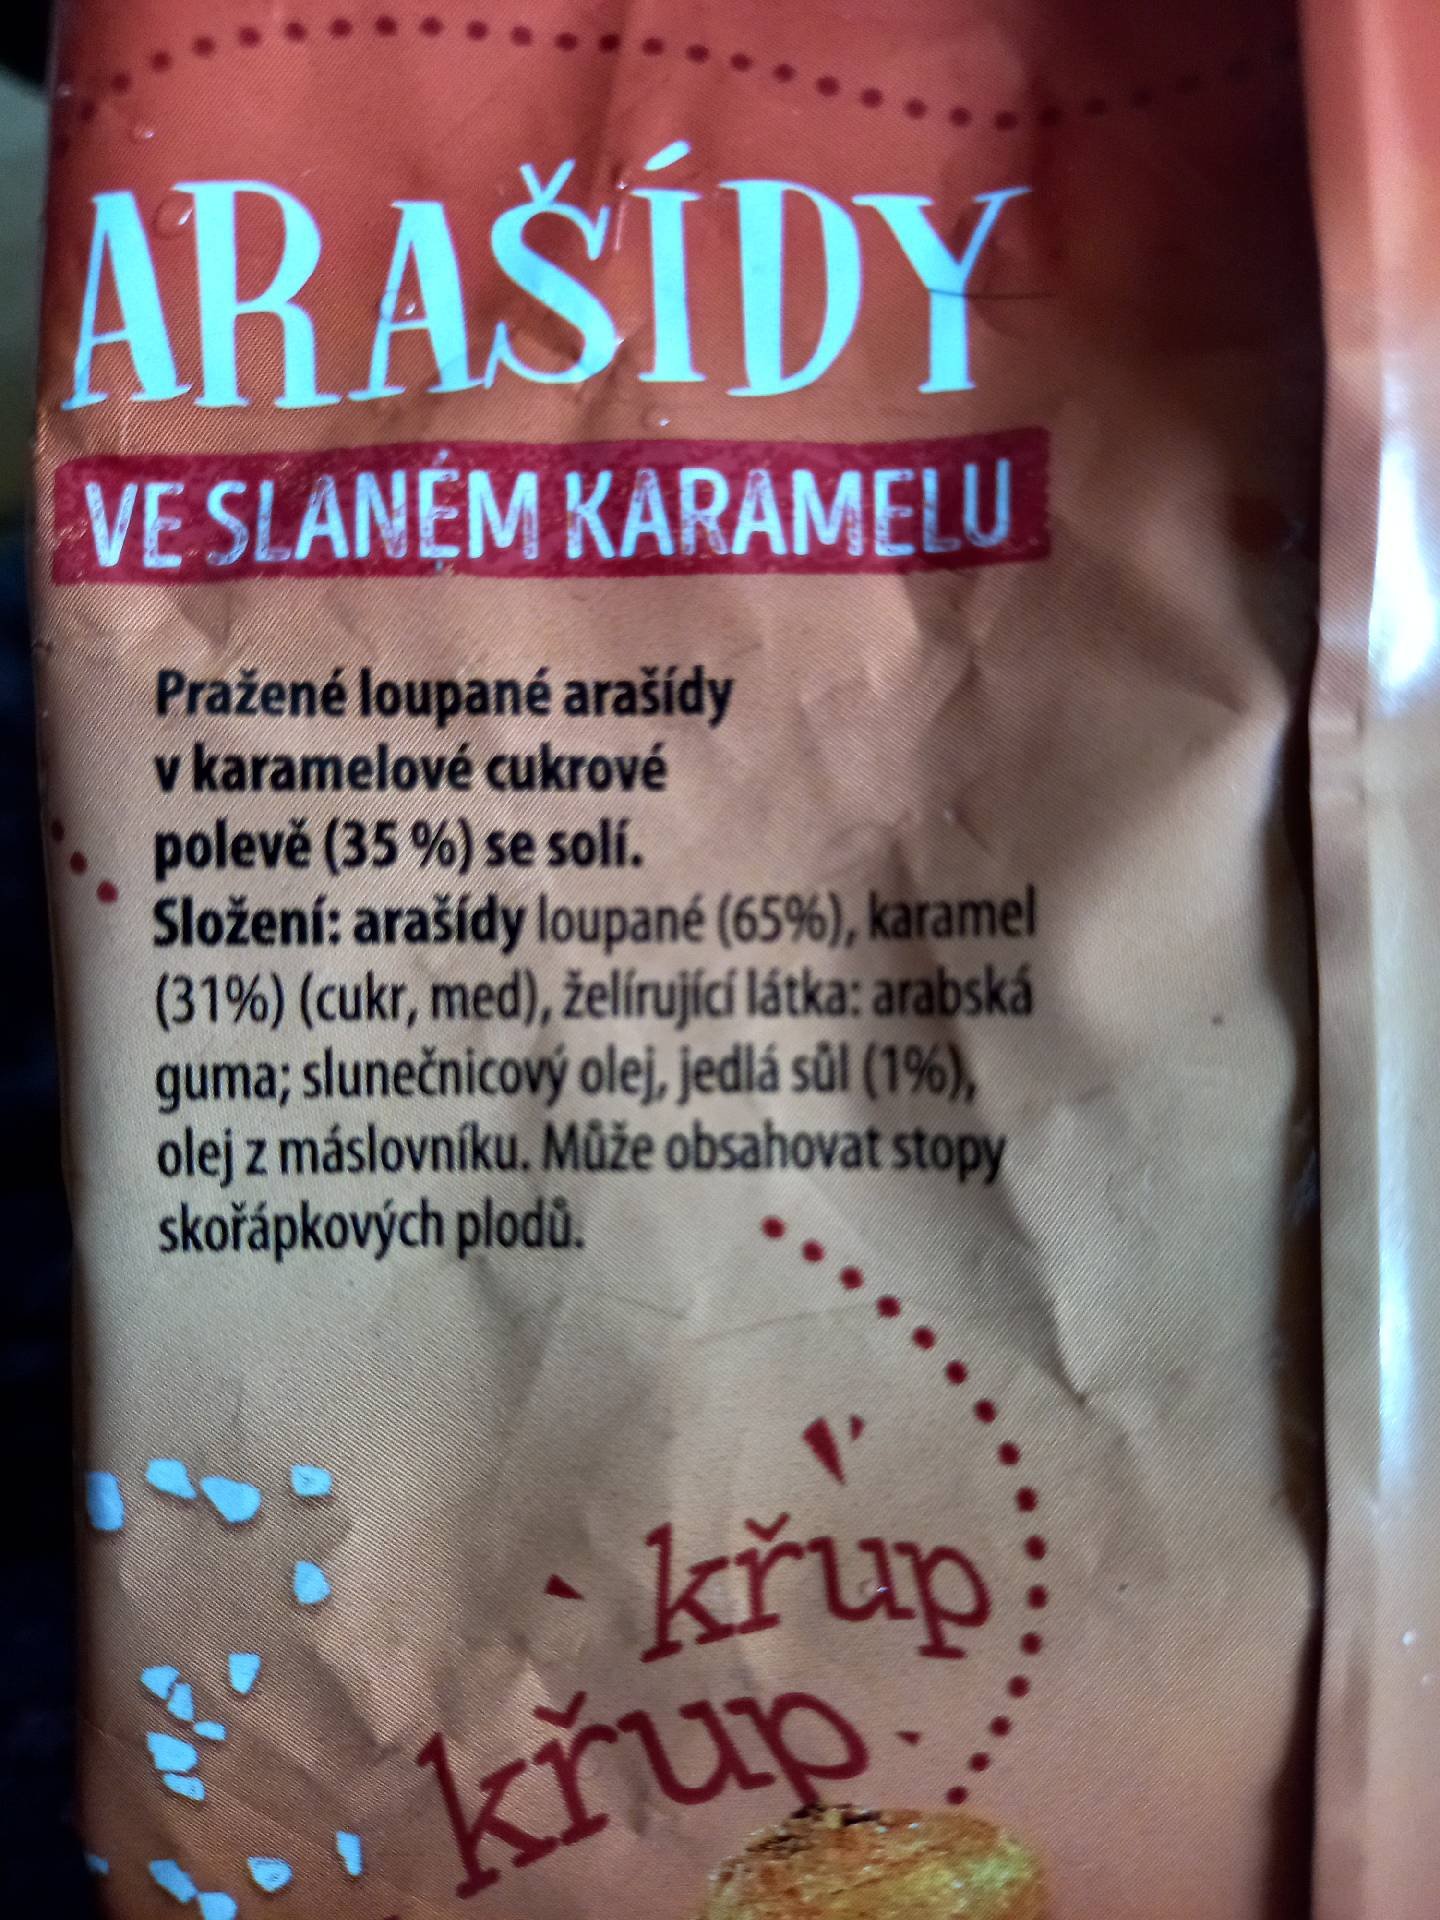 ARAŠÍDY
VE SLANÉM KARAMELU
Pražené loupané arašídy
v karamelové cukrové
polevě (35 %) se solí.
Složení: arašídy loupané (65%), karamel
(31%) (cukr, med), želírující látka: arabská
guma; slunečnicový olej, jedlá sůl (1%),
olej z máslovníku. Může obsahovat stopy
skořápkových plodů.
křup
křup